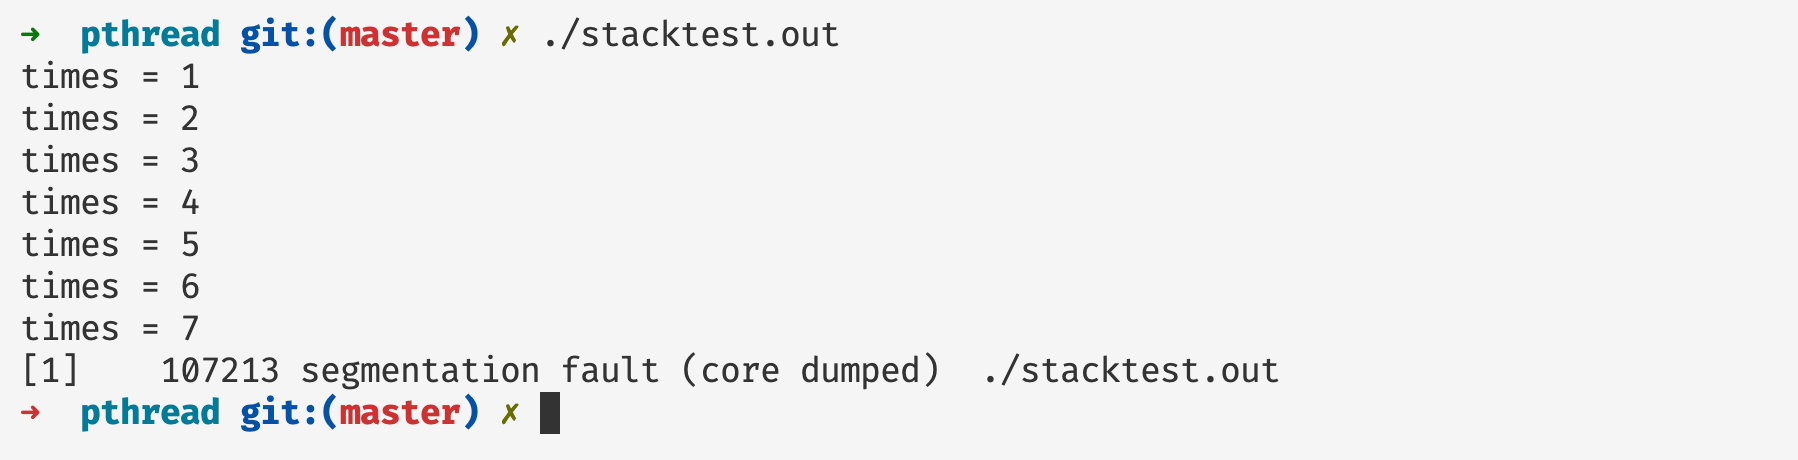 ➜  pthread git:(master) ✗ ./stacktest.out
times = 1
times = 2
times = 3
times = 4
times = 5
times = 6
times = 7
[1]    107213 segmentation fault (core dumped)  ./stacktest.out
➜  pthread git:(master) ✗